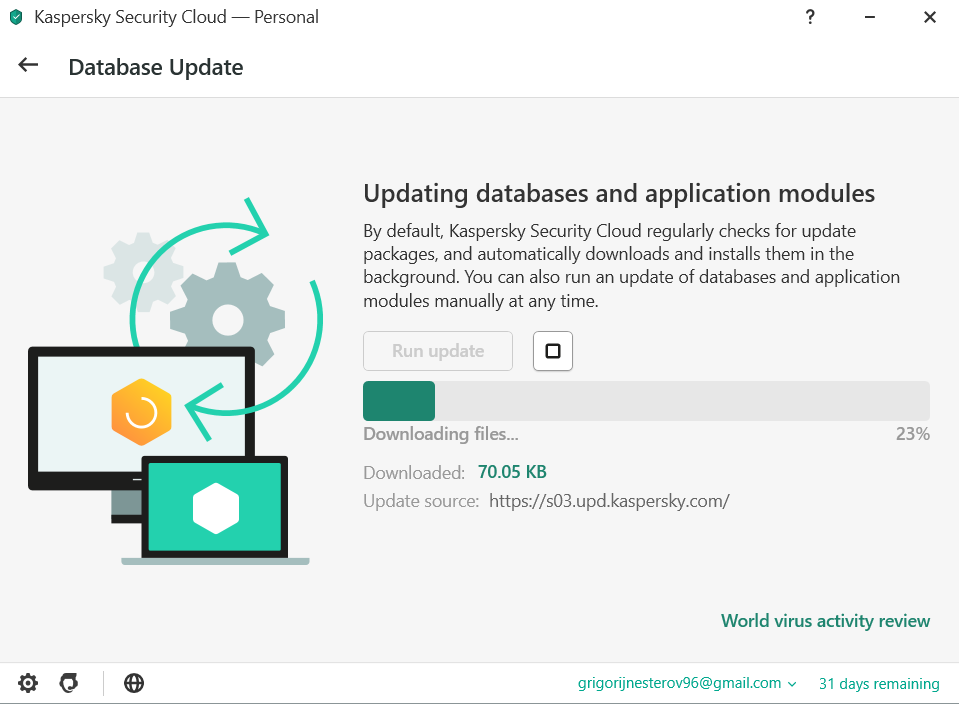 Kaspersky Security Cloud — Personal
?
Database Update
Updating databases and application modules
By default, Kaspersky Security Cloud regularly checks for update
packages, and automatically downloads and installs them in the
background. You can also run an update of databases and application
modules manually at any time.
Run update
Downloading files... 23%
Downloaded: 70.05 KB
Update source: https://s03.upd.kaspersky.com/
World virus activity review
grigorijnesterov96@gmail.com 31 days remaining